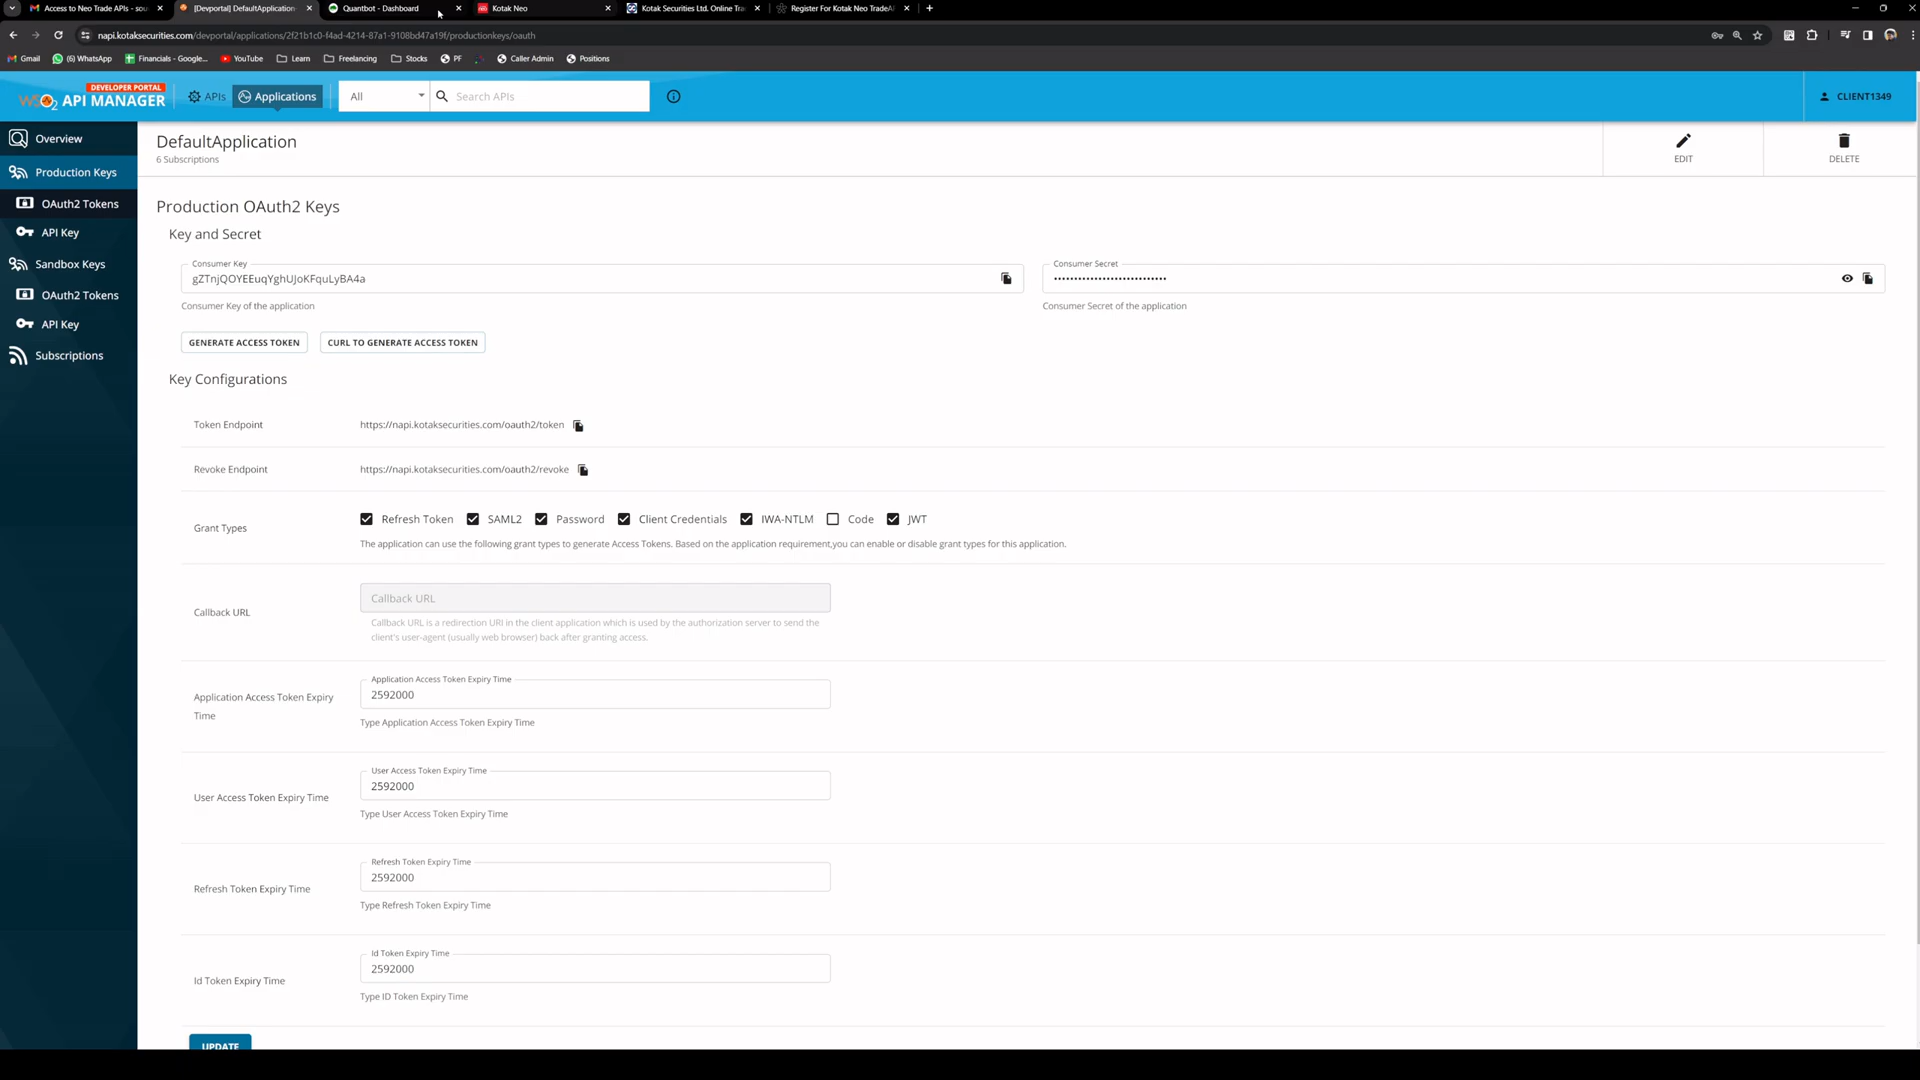 Access to Neo Trade APIs - sou
[Devportal] DefaultApplication
Quantbot - Dashboard
Kotak Neo
Kotak Securities Ltd. Online Tra
Register For Kotak Neo TradeA
napi.kotaksecurities.com/devportal/applications/2f21b1c0-f4ad-4214-87a1-9108bd47a19f/productionkeys/oauth
Gmail
(6) WhatsApp
Financials - Google...
YouTube
Learn
Freelancing
Stocks
PF
Caller Admin
Positions
DEVELOPER PORTAL
WSO2 API MANAGER
APIs
Applications
All
Search APIs
CLIENT1349
Overview
Production Keys
OAuth2 Tokens
API Key
Sandbox Keys
OAuth2 Tokens
API Key
Subscriptions
DefaultApplication
6 Subscriptions
EDIT
DELETE
Production OAuth2 Keys
Key and Secret
Consumer Key
gZTnjQOYEEuqYghUJoKFquLyBA4a
Consumer Key of the application
Consumer Secret
••••••••••••••••••••••••••••
Consumer Secret of the application
GENERATE ACCESS TOKEN
CURL TO GENERATE ACCESS TOKEN
Key Configurations
Token Endpoint
https://napi.kotaksecurities.com/oauth2/token
Revoke Endpoint
https://napi.kotaksecurities.com/oauth2/revoke
Grant Types
Refresh Token
SAML2
Password
Client Credentials
IWA-NTLM
Code
JWT
The application can use the following grant types to generate Access Tokens. Based on the application requirement,you can enable or disable grant types for this application.
Callback URL
Callback URL
Callback URL is a redirection URI in the client application which is used by the authorization server to send the
client's user-agent (usually web browser) back after granting access.
Application Access Token Expiry
Time
Application Access Token Expiry Time
2592000
Type Application Access Token Expiry Time
User Access Token Expiry Time
User Access Token Expiry Time
2592000
Type User Access Token Expiry Time
Refresh Token Expiry Time
Refresh Token Expiry Time
2592000
Type Refresh Token Expiry Time
Id Token Expiry Time
Id Token Expiry Time
2592000
Type ID Token Expiry Time
UPDATE